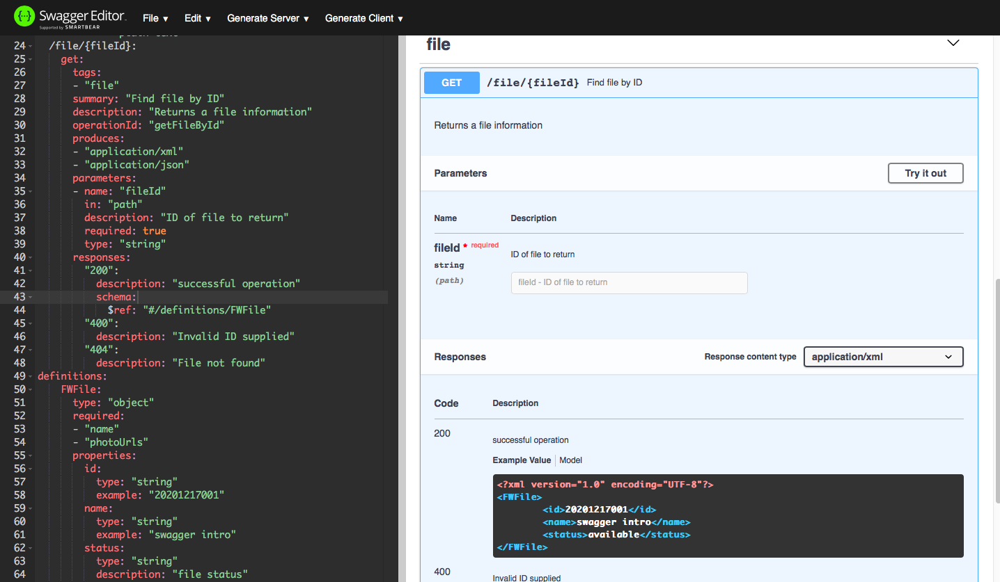 Swagger Editor
Supported by SMARTBEAR
File ▼ Edit ▼ Generate Server ▼ Generate Client ▼
24 /file/{fileId}:
25 get:
26 tags:
27 - "file"
28 summary: "Find file by ID"
29 description: "Returns a file information"
30 operationId: "getFileById"
31 produces:
32 - "application/xml"
33 - "application/json"
34 parameters:
35 - name: "fileId"
36 in: "path"
37 description: "ID of file to return"
38 required: true
39 type: "string"
40 responses:
41 "200":
42 description: "successful operation"
43 schema:
44 $ref: "#/definitions/FWFile"
45 "400":
46 description: "Invalid ID supplied"
47 "404":
48 description: "File not found"
49 definitions:
50 FWFile:
51 type: "object"
52 required:
53 - "name"
54 - "photoUrls"
55 properties:
56 id:
57 type: "string"
58 example: "20201217001"
59 name:
60 type: "string"
61 example: "swagger intro"
62 status:
63 type: "string"
64 description: "file status"
file
GET /file/{fileId} Find file by ID
Returns a file information
Parameters Try it out
Name Description
fileId * required
string
(path)
ID of file to return
fileId - ID of file to return
Responses Response content type application/xml
Code Description
200
successful operation
Example Value Model
<?xml version="1.0" encoding="UTF-8"?>
<FWFile>
<id>20201217001</id>
<name>swagger intro</name>
<status>available</status>
</FWFile>
400
Invalid ID supplied